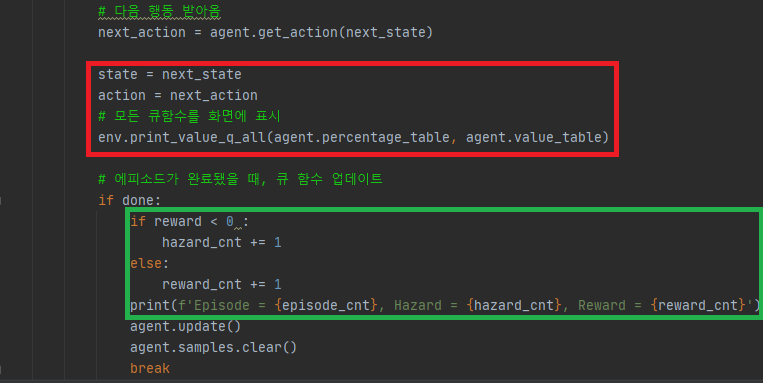 # 다음 행동 받아옴
next_action = agent.get_action(next_state)
state = next_state
action = next_action
# 모든 큐함수를 화면에 표시
env.print_value_q_all(agent.percentage_table, agent.value_table)
# 에피소드가 완료됐을 때, 큐 함수 업데이트
if done:
if reward < 0 :
hazard_cnt += 1
else:
reward_cnt += 1
print(f'Episode = {episode_cnt}, Hazard = {hazard_cnt}, Reward = {reward_cnt}')
agent.update()
agent.samples.clear()
break